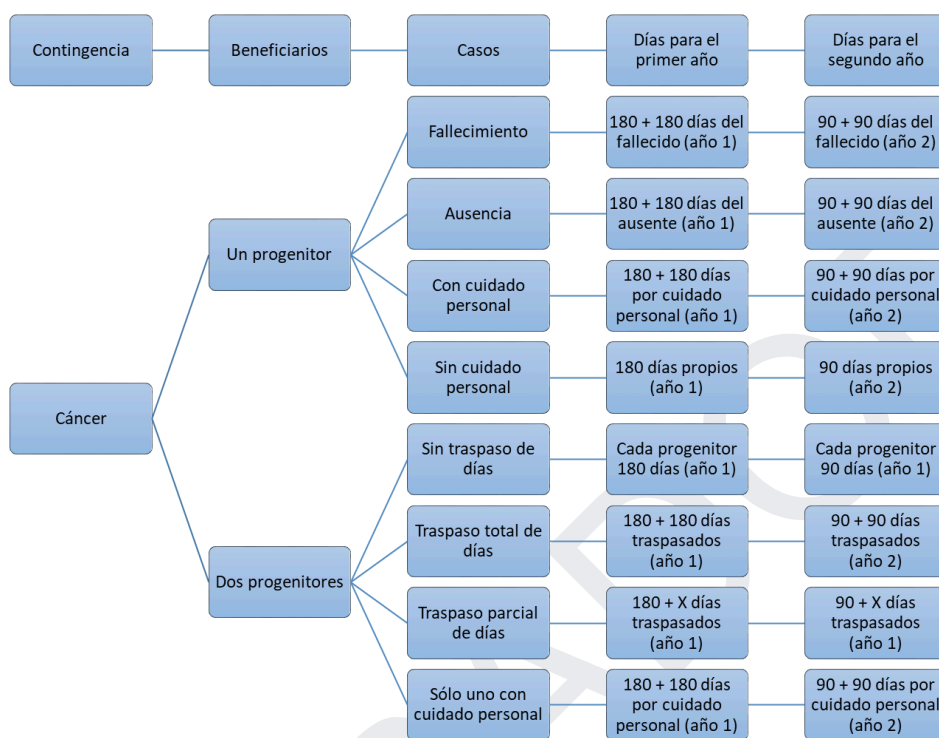 Contingencia
Beneficiarios
Casos
Días para el
primer año
Días para el
segundo año
Fallecimiento
180 + 180 días del
fallecido (año 1)
90 + 90 días del
fallecido (año 2)
Ausencia
180 + 180 días del
ausente (año 1)
90 + 90 días del
ausente (año 2)
Un progenitor
Con cuidado
personal
180 + 180 días
por cuidado
personal (año 1)
90 + 90 días por
cuidado personal
(año 2)
Sin cuidado
personal
180 días propios
(año 1)
90 días propios
(año 2)
Cáncer
Sin traspaso de
días
Cada progenitor
180 días (año 1)
Cada progenitor
90 días (año 1)
Traspaso total de
días
180 + 180 días
traspasados
(año 1)
90 + 90 días
traspasados
(año 2)
Dos progenitores
Traspaso parcial
de días
180 + X días
traspasados
(año 1)
90 + X días
traspasados
(año 1)
Sólo uno con
cuidado personal
180 + 180 días
por cuidado
personal (año 1)
90 + 90 días por
cuidado personal
(año 2)